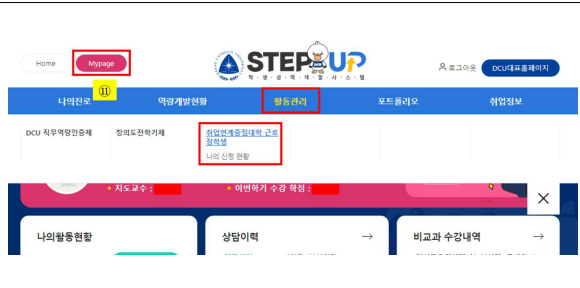 Home
Mypage
STEP UP
학·생·경·력·개·발·시·스·템
로그아웃
DCU대표홈페이지
⑪
나의진로
역량개발현황
활동관리
포트폴리오
취업정보
DCU 직무역량인증제
창의도전학기제
취업연계중점대학 근로
장학생
나의 신청 현황
• 지도교수 :
• 이번학기 수강 학점 :
나의활동현황
상담이력 →
비교과 수강내역 →